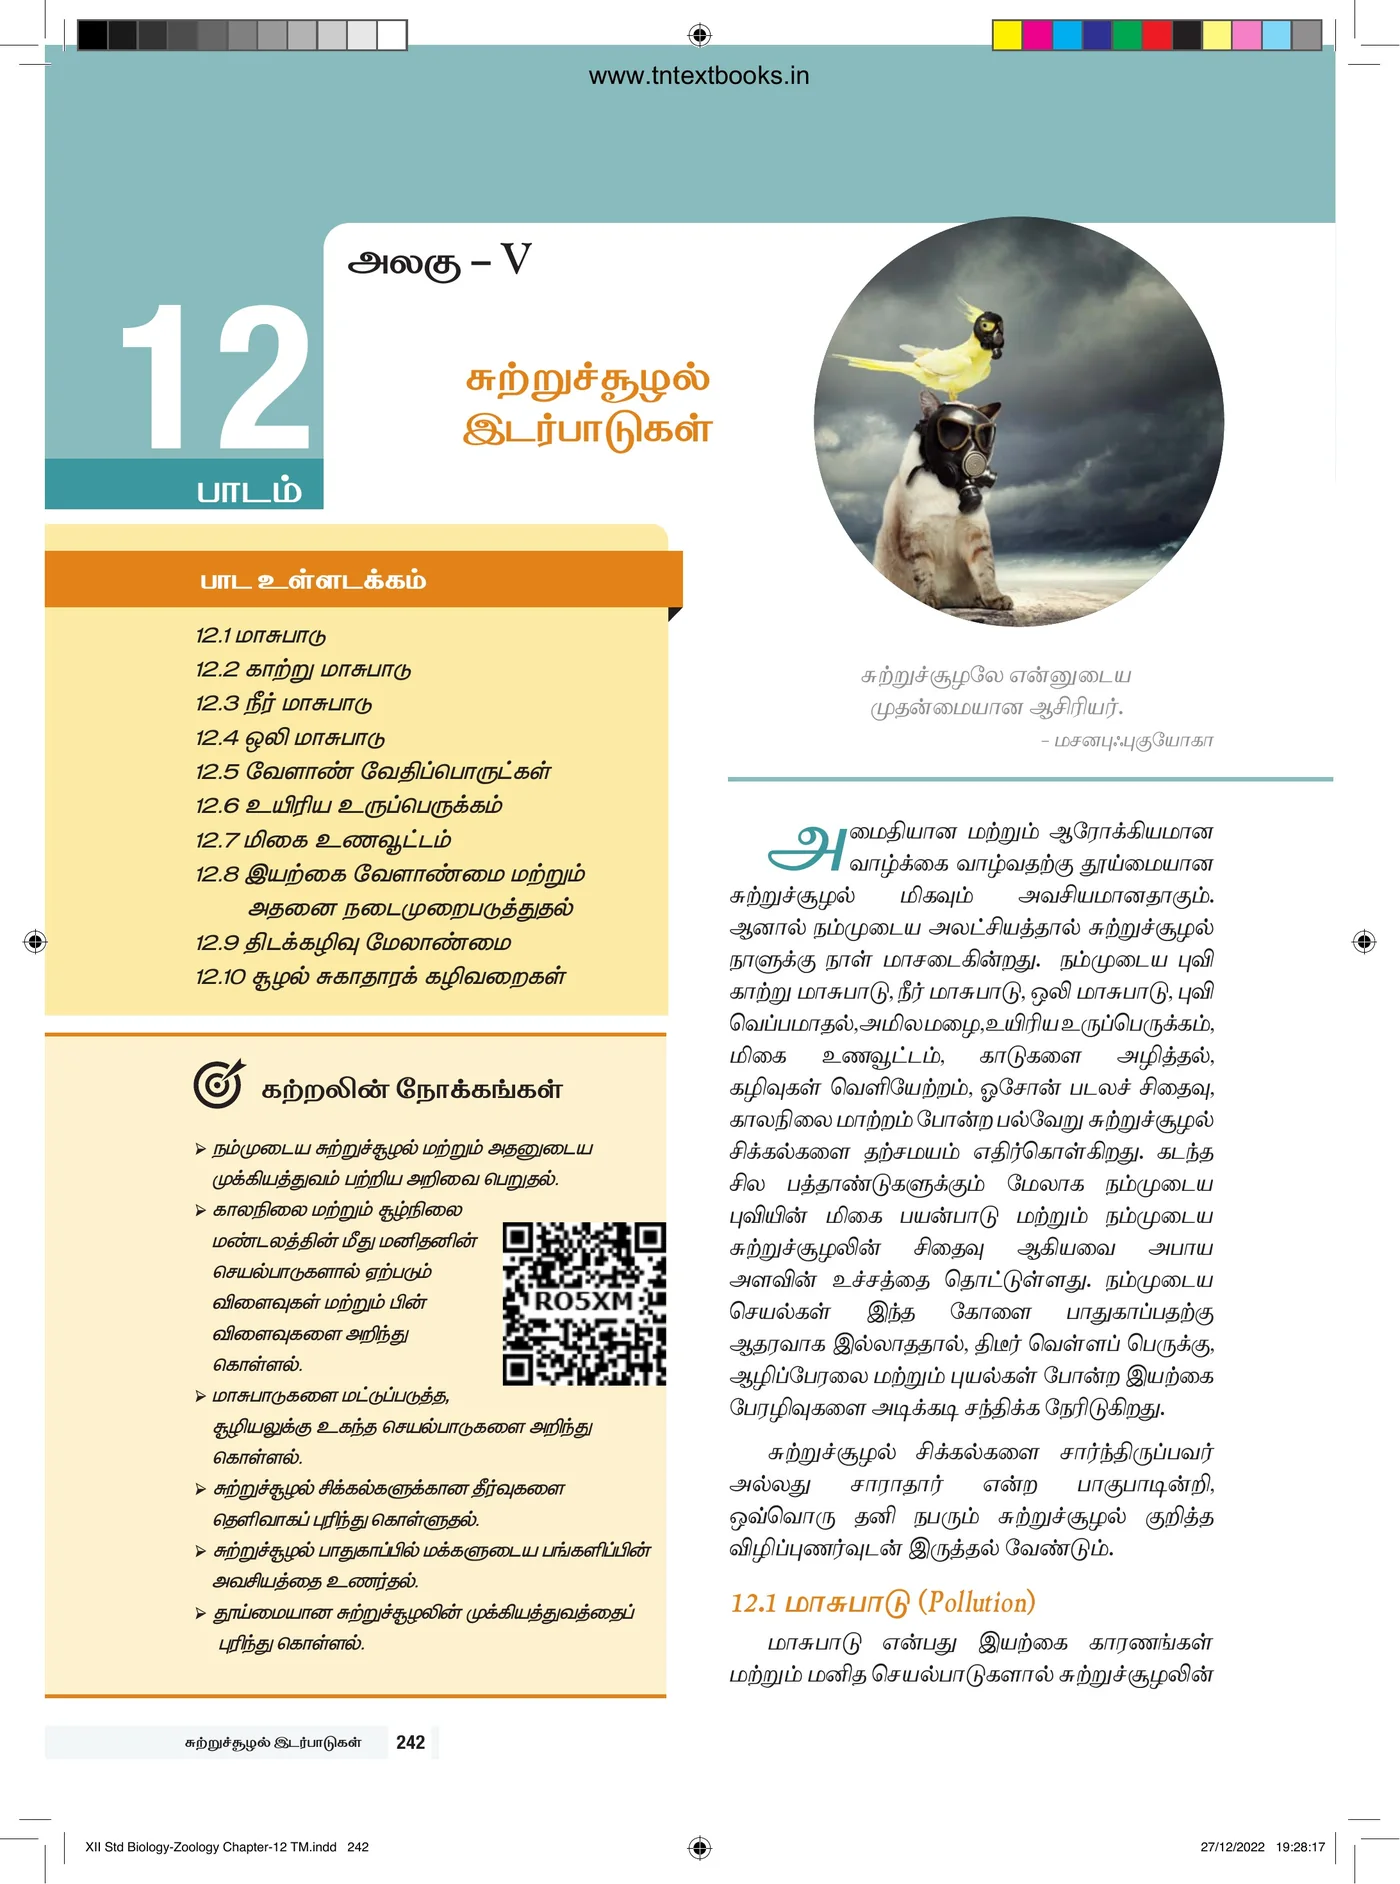 www.tntextbooks.in
அலகு – V
12
பாடம்
சுற்றுச்சூழல்
இடர்பாடுகள்
பாட உள்ளடக்கம்
12.1 மாசுபாடு
12.2 காற்று மாசுபாடு
12.3 நீர் மாசுபாடு
12.4 ஒலி மாசுபாடு
12.5 வேளாண் வேதிப்பொருட்கள்
12.6 உயிரிய உருப்பெருக்கம்
12.7 மிகை உணவூட்டம்
12.8 இயற்கை வேளாண்மை மற்றும்
அதனை நடைமுறைபடுத்துதல்
12.9 திடக்கழிவு மேலாண்மை
12.10 சூழல் சுகாதாரக் கழிவறைகள்
கற்றலின் நோக்கங்கள்
➢ நம்முடைய சுற்றுச்சூழல் மற்றும் அதனுடைய
முக்கியத்துவம் பற்றிய அறிவை பெறுதல்.
➢ காலநிலை மற்றும் சூழ்நிலை
மண்டலத்தின் மீது மனிதனின்
செயல்பாடுகளால் ஏற்படும்
விளைவுகள் மற்றும் பின்
விளைவுகளை அறிந்து
கொள்ளல்.
RO5XM
➢ மாசுபாடுகளை மட்டுப்படுத்த,
சூழியலுக்கு உகந்த செயல்பாடுகளை அறிந்து
கொள்ளல்.
➢ சுற்றுச்சூழல் சிக்கல்களுக்கான தீர்வுகளை
தெளிவாகப் புரிந்து கொள்ளுதல்.
➢ சுற்றுச்சூழல் பாதுகாப்பில் மக்களுடைய பங்களிப்பின்
அவசியத்தை உணர்தல்.
➢ தூய்மையான சுற்றுச்சூழலின் முக்கியத்துவத்தைப்
புரிந்து கொள்ளல்.
சுற்றுச்சூழலே என்னுடைய
முதன்மையான ஆசிரியர்.
– மசனபுஃபுகுயோகா
அமைதியான மற்றும் ஆரோக்கியமான
வாழ்க்கை வாழ்வதற்கு தூய்மையான
சுற்றுச்சூழல் மிகவும் அவசியமானதாகும்.
ஆனால் நம்முடைய அலட்சியத்தால் சுற்றுச்சூழல்
நாளுக்கு நாள் மாசடைகின்றது. நம்முடைய புவி
காற்று மாசுபாடு, நீர் மாசுபாடு, ஒலி மாசுபாடு, புவி
வெப்பமாதல்,அமிலமழை,உயிரிய உருப்பெருக்கம்,
மிகை உணவூட்டம், காடுகளை அழித்தல்,
கழிவுகள் வெளியேற்றம், ஓசோன் படலச் சிதைவு,
காலநிலை மாற்றம் போன்ற பல்வேறு சுற்றுச்சூழல்
சிக்கல்களை தற்சமயம் எதிர்கொள்கிறது. கடந்த
சில பத்தாண்டுகளுக்கும் மேலாக நம்முடைய
புவியின் மிகை பயன்பாடு மற்றும் நம்முடைய
சுற்றுச்சூழலின் சிதைவு ஆகியவை அபாய
அளவின் உச்சத்தை தொட்டுள்ளது. நம்முடைய
செயல்கள் இந்த கோளை பாதுகாப்பதற்கு
ஆதரவாக இல்லாததால், திடீர் வெள்ளப் பெருக்கு,
ஆழிப்பேரலை மற்றும் புயல்கள் போன்ற இயற்கை
பேரழிவுகளை அடிக்கடி சந்திக்க நேரிடுகிறது.
சுற்றுச்சூழல் சிக்கல்களை சார்ந்திருப்பவர்
அல்லது சாராதார் என்ற பாகுபாடின்றி,
ஒவ்வொரு தனி நபரும் சுற்றுச்சூழல் குறித்த
விழிப்புணர்வுடன் இருத்தல் வேண்டும்.
12.1 மாசுபாடு (Pollution)
மாசுபாடு என்பது இயற்கை காரணங்கள்
மற்றும் மனித செயல்பாடுகளால் சுற்றுச்சூழலின்
சுற்றுச்சூழல் இடர்பாடுகள் 242
XII Std Biology-Zoology Chapter-12 TM.indd 242
27/12/2022 19:28:17